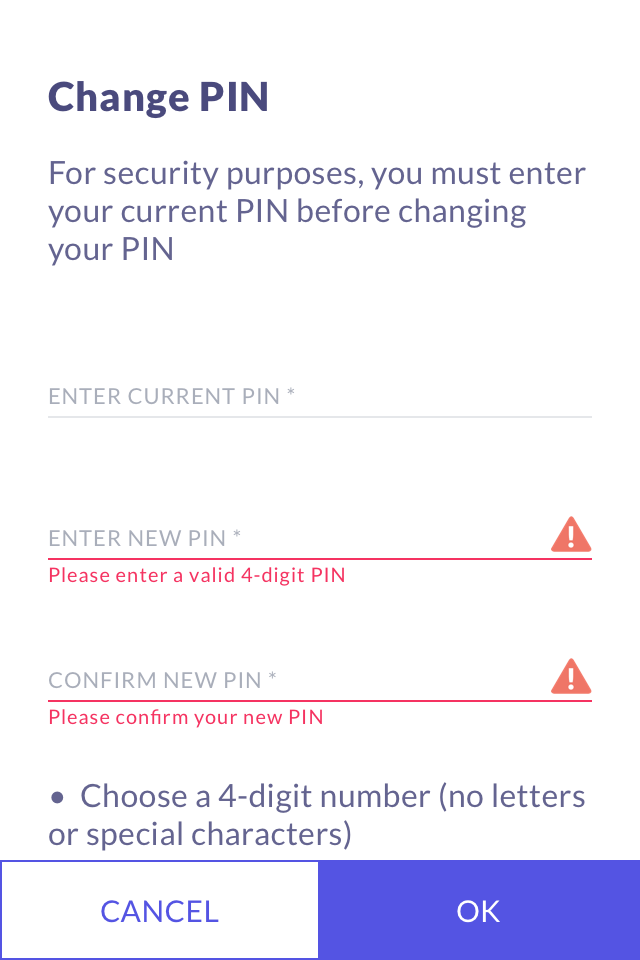 Change PIN
For security purposes, you must enter
your current PIN before changing
your PIN
ENTER CURRENT PIN *
ENTER NEW PIN *
Please enter a valid 4-digit PIN
CONFIRM NEW PIN *
Please confirm your new PIN
• Choose a 4-digit number (no letters
or special characters)
CANCEL
OK